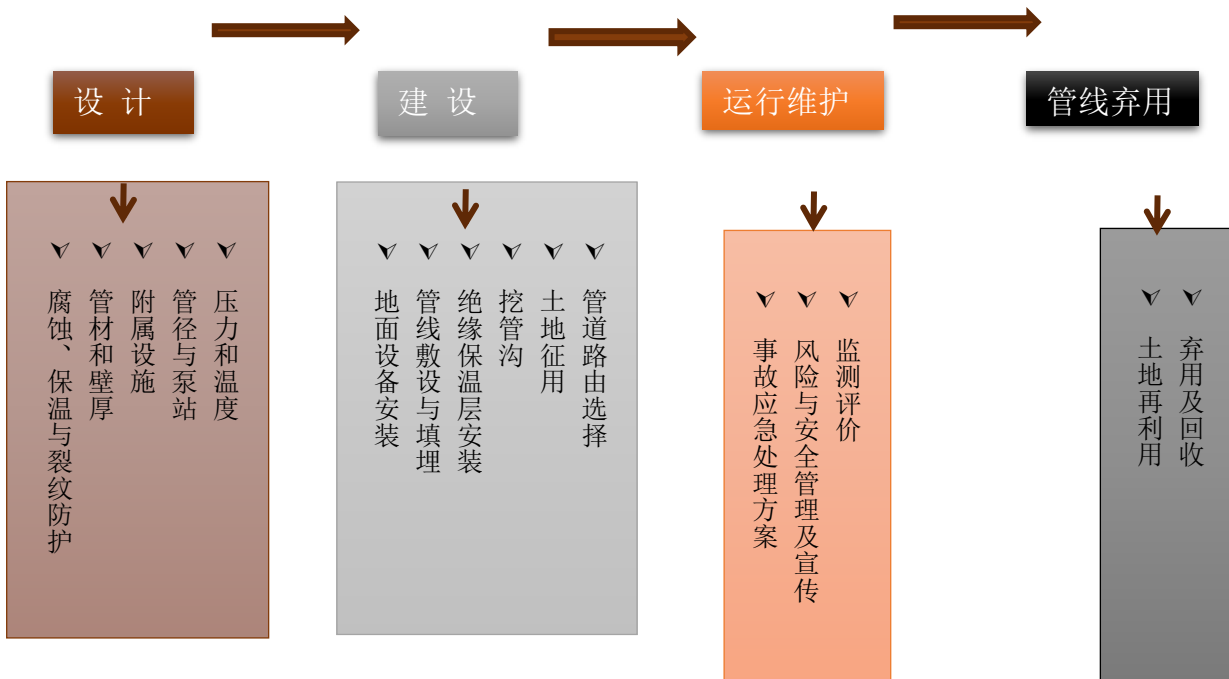 设 计
建 设
运行维护
管线弃用
压力和温度
管径与泵站
附属设施
管材和壁厚
腐蚀、保温与裂纹防护
管道路由选择
土地征用
挖管沟
绝缘保温层安装
管线敷设与填埋
地面设备安装
监测评价
风险与安全管理及宣传
事故应急处理方案
弃用及回收
土地再利用